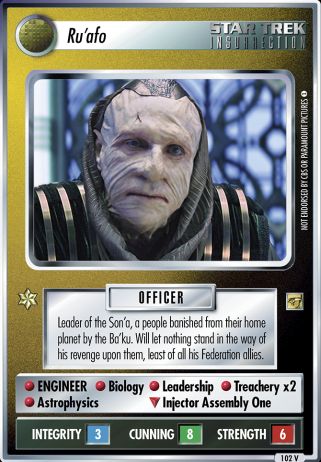 Ru'afo
STAR TREK
INSURRECTION
NOT ENDORSED BY CBS OR PARAMOUNT PICTURES
OFFICER
Leader of the Son'a, a people banished from their home
planet by the Ba'ku. Will let nothing stand in the way of
his revenge upon them, least of all his Federation allies.
ENGINEER Biology Leadership Treachery x2
Astrophysics Injector Assembly One
INTEGRITY 3 CUNNING 8 STRENGTH 6
102 V